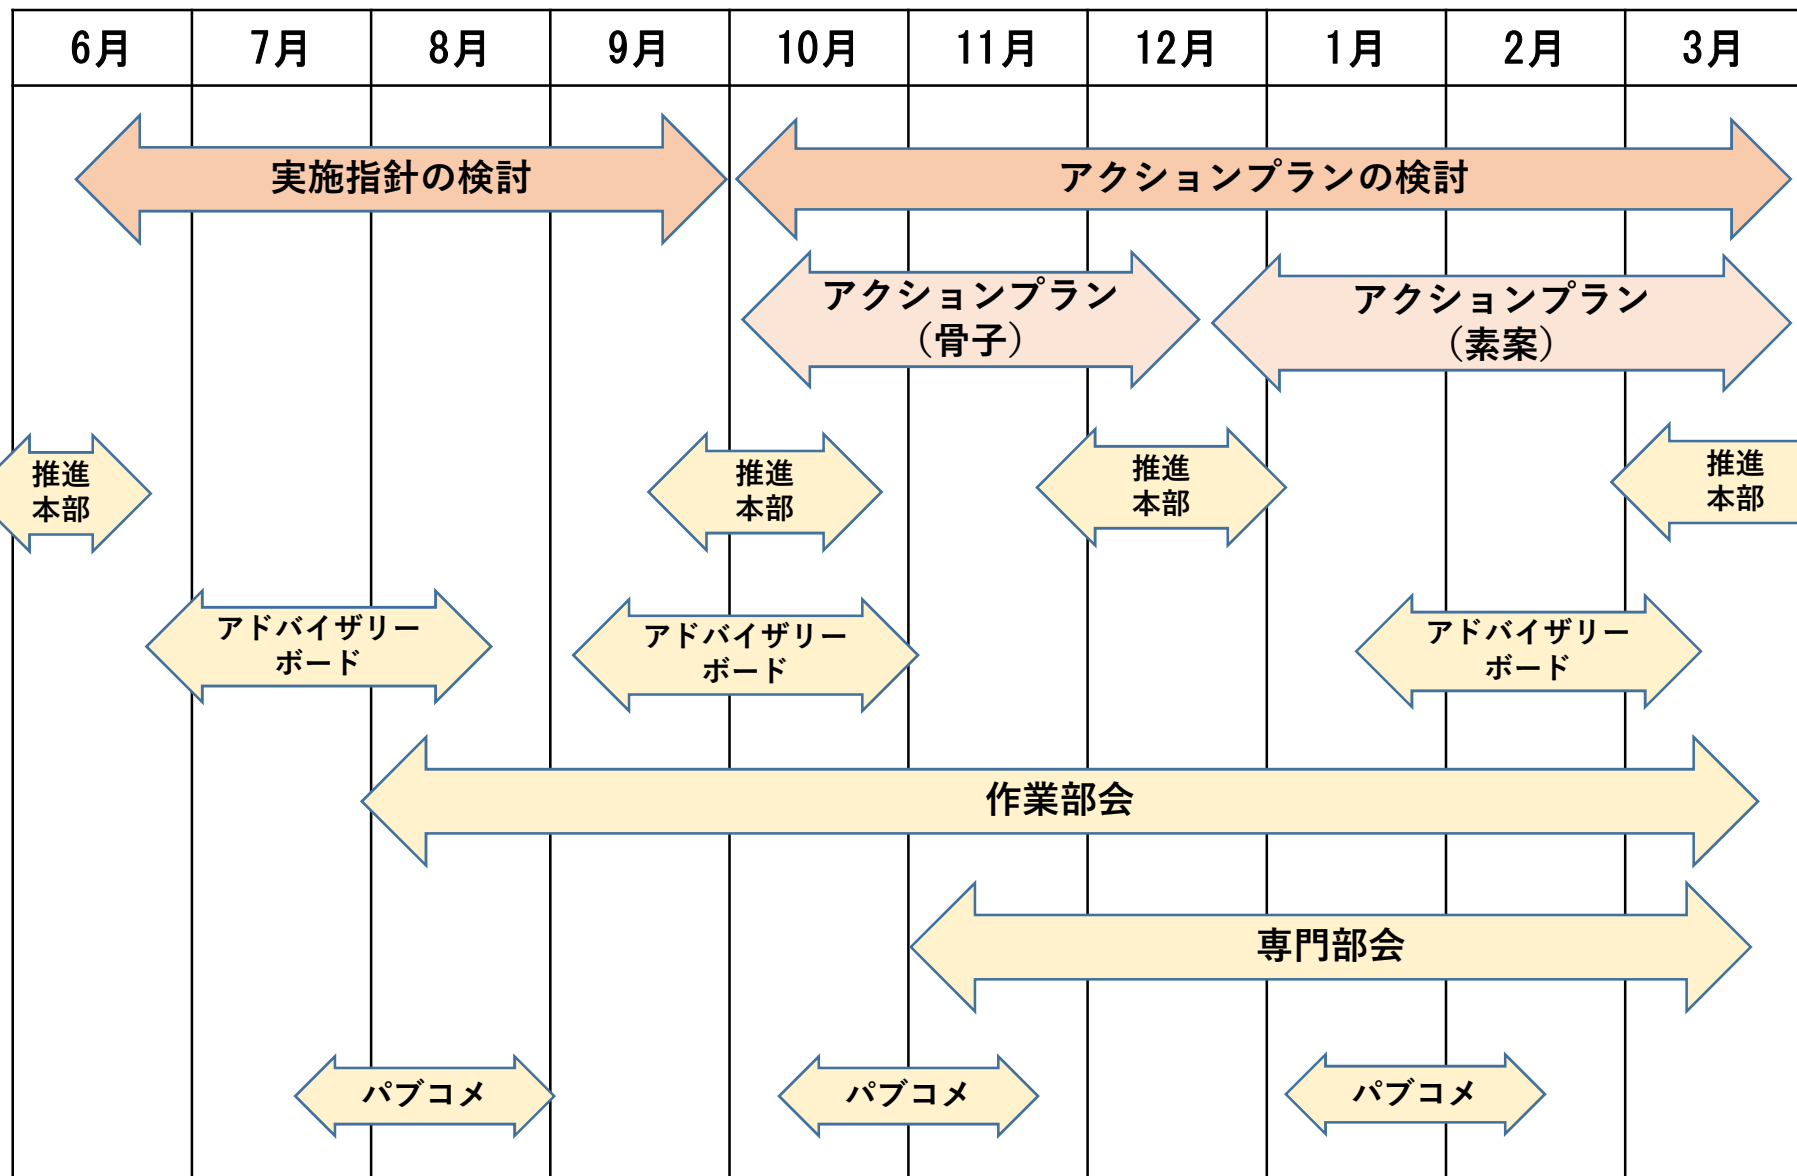 6月 7月 8月 9月 10月 11月 12月 1月 2月 3月
実施指針の検討
アクションプランの検討
アクションプラン
（骨子）
アクションプラン
（素案）
推進
本部
推進
本部
推進
本部
推進
本部
アドバイザリー
ボード
アドバイザリー
ボード
アドバイザリー
ボード
作業部会
専門部会
パブコメ
パブコメ
パブコメ